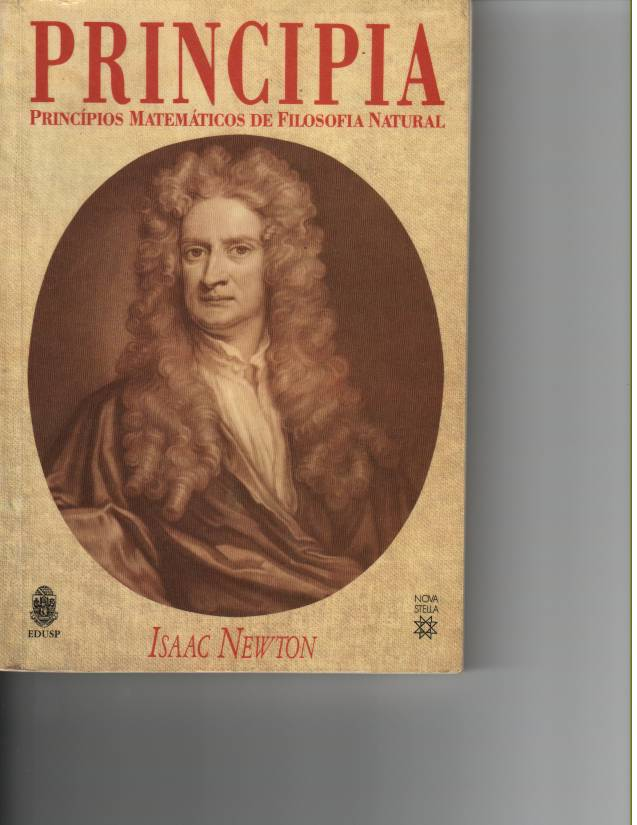 PRINCIPIA
PRINCÍPIOS MATEMÁTICOS DE FILOSOFIA NATURAL
NOVA
STELLA
EDUSP
ISAAC NEWTON